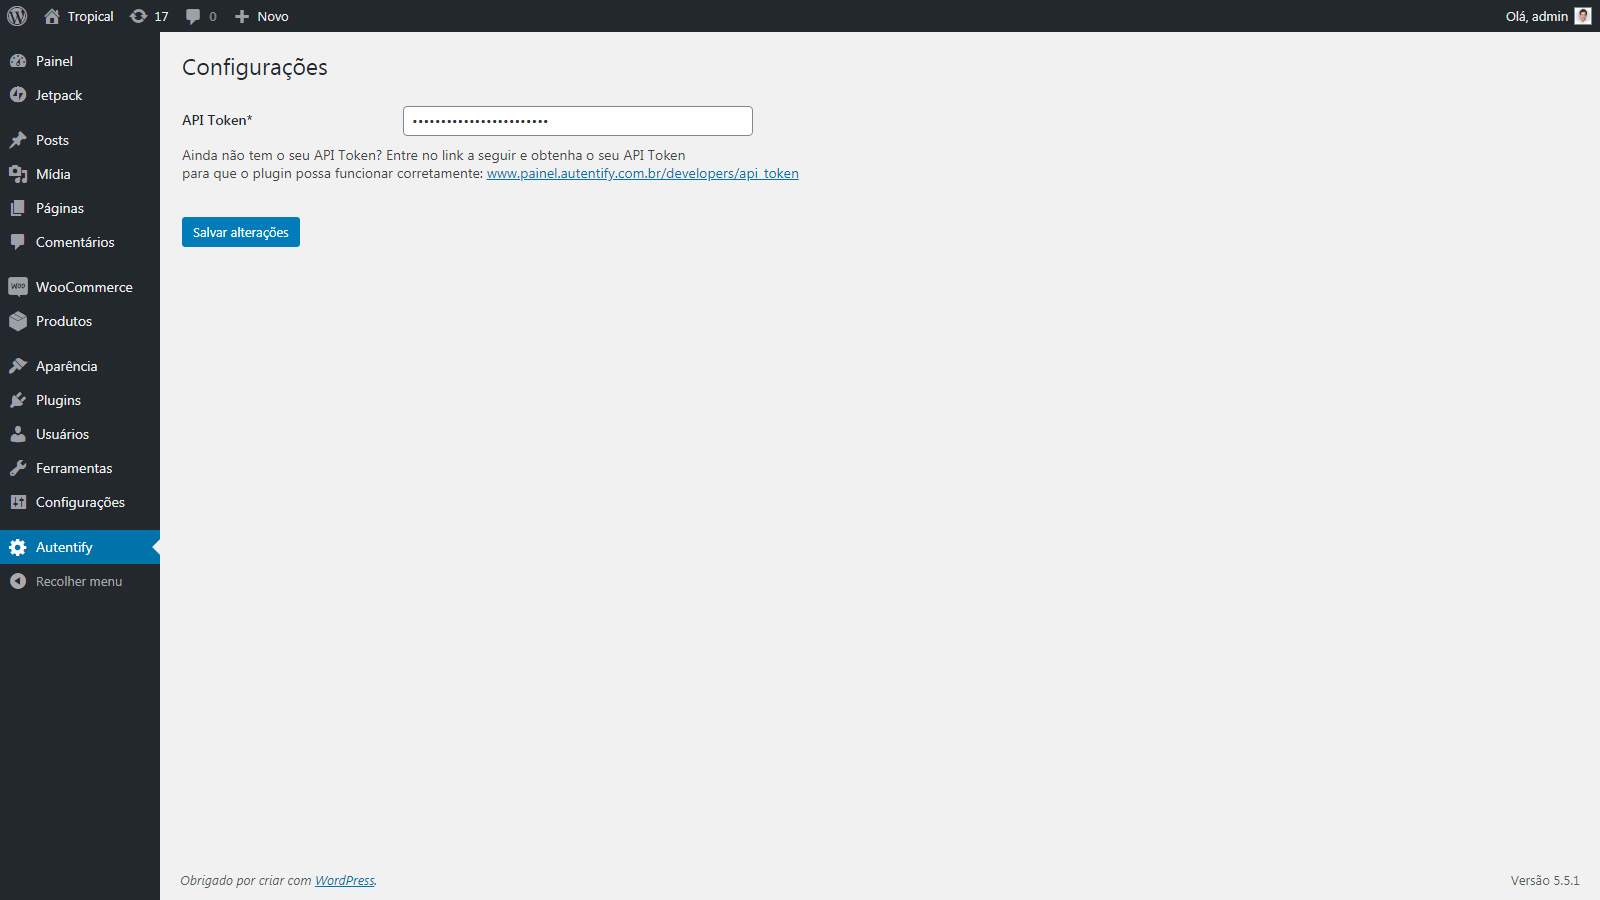 Tropical 17 0 Novo Olá, admin
Painel
Jetpack
Posts
Mídia
Páginas
Comentários
WooCommerce
Produtos
Aparência
Plugins
Usuários
Ferramentas
Configurações
Autentify
Recolher menu
Configurações
API Token* ••••••••••••••••••••••••
Ainda não tem o seu API Token? Entre no link a seguir e obtenha o seu API Token
para que o plugin possa funcionar corretamente: www.painel.autentify.com.br/developers/api_token
Salvar alterações
Obrigado por criar com WordPress. Versão 5.5.1